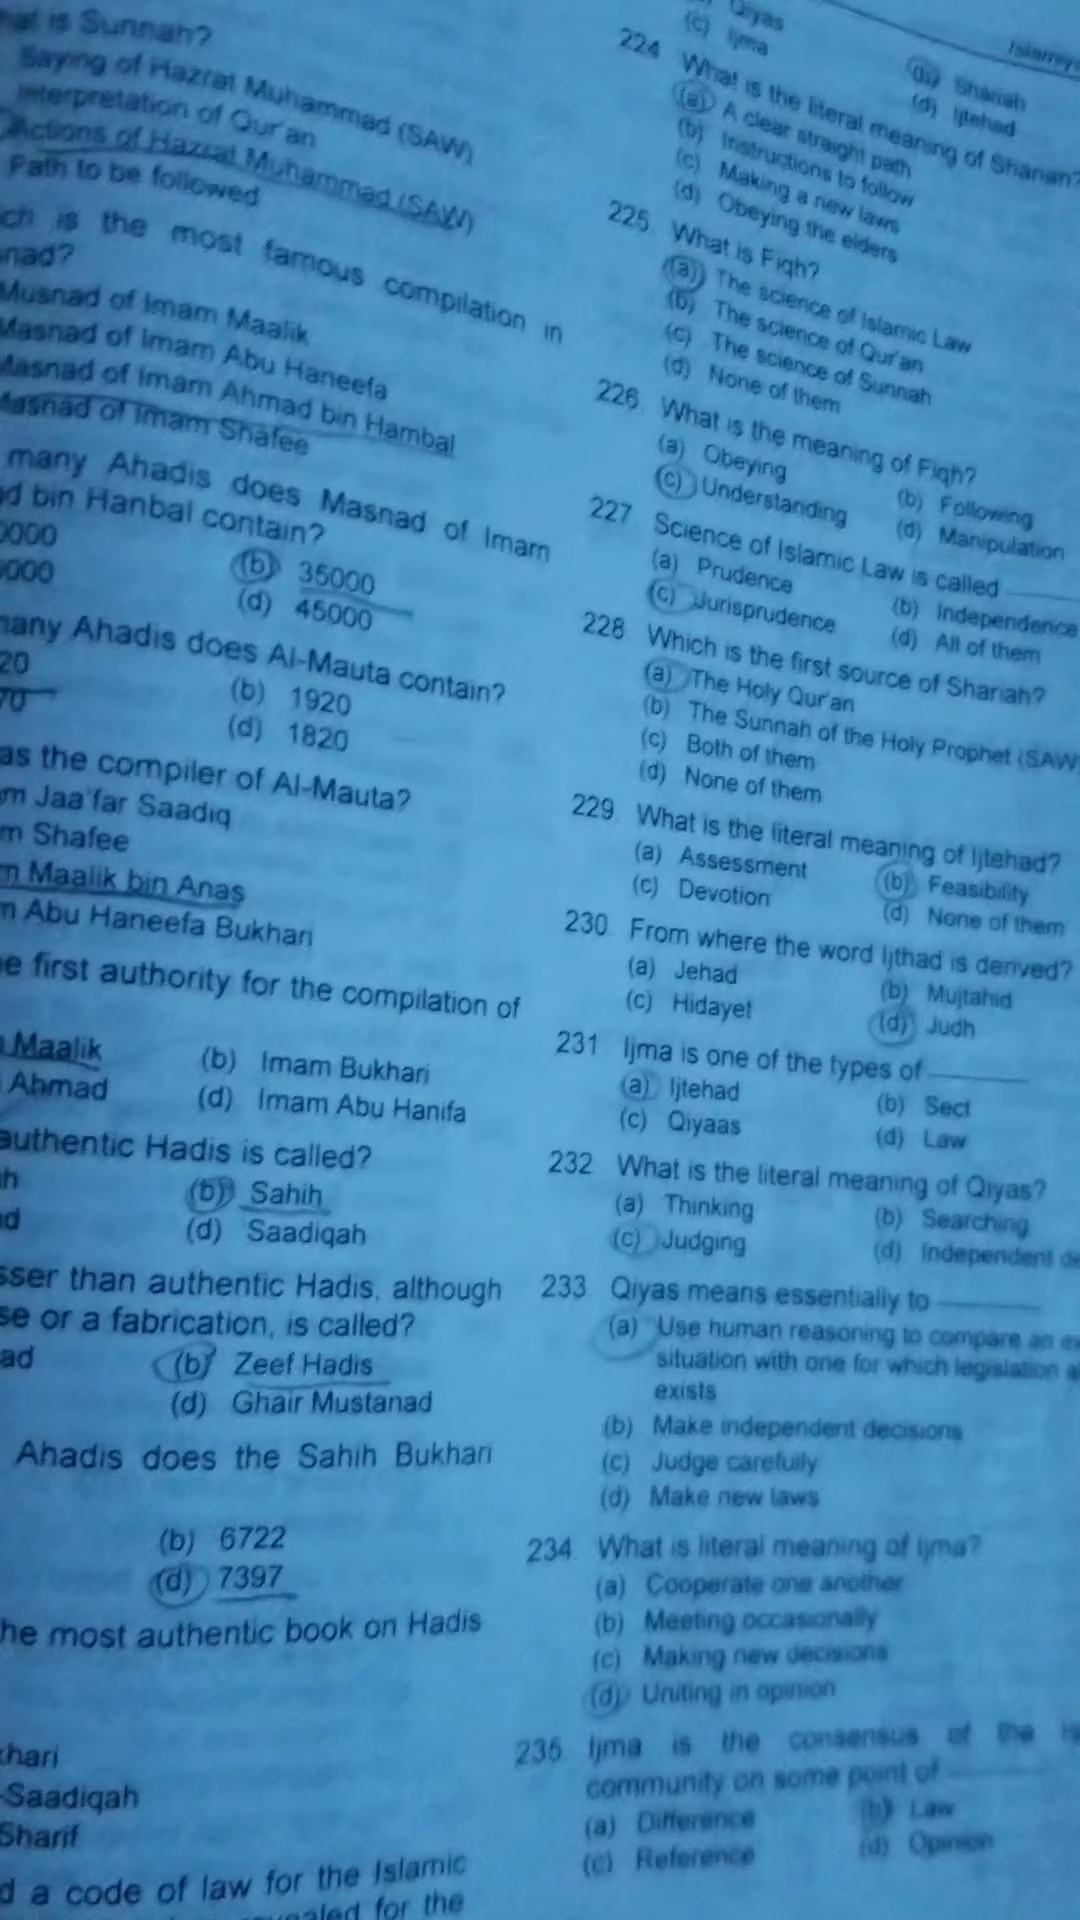 is Sunnah?
Saying of Hazrat Muhammad (SAW)
Interpretation of Qur'an
Actions of Hazrat Muhammad (SAW)
Path to be followed
ch is the most famous compilation in
nad?
Musnad of Imam Maalik
Masnad of Imam Abu Haneefa
Masnad of Imam Ahmad bin Hambal
Masnad of Imam Shafee
many Ahadis does Masnad of Imam
d bin Hanbal contain?
0000
(b) 35000
000
(d) 45000
many Ahadis does Al-Mauta contain?
20
(b) 1920
70
(d) 1820
as the compiler of Al-Mauta?
m Jaa'far Saadiq
m Shafee
m Maalik bin Anas
m Abu Haneefa Bukhari
e first authority for the compilation of
Maalik
(b) Imam Bukhari
Ahmad
(d) Imam Abu Hanifa
authentic Hadis is called?
h
(b) Sahih
d
(d) Saadiqah
sser than authentic Hadis, although
se or a fabrication, is called?
ad
(b) Zeef Hadis
(d) Ghair Mustanad
Ahadis does the Sahih Bukhari
(b) 6722
(d) 7397
he most authentic book on Hadis
khari
Saadiqah
Sharif
d a code of law for the Islamic
for the
Qiyas
(b) Shariah
(c) Ijma
(d) Ijtehad
224 What is the literal meaning of Shariah?
(a) A clear straight path
(b) Instructions to follow
(c) Making a new laws
(d) Obeying the elders
225 What is Fiqh?
(a) The science of Islamic Law
(b) The science of Qur'an
(c) The science of Sunnah
(d) None of them
226 What is the meaning of Fiqh?
(a) Obeying
(b) Following
(c) Understanding
(d) Manipulation
227 Science of Islamic Law is called
(a) Prudence
(b) Independence
(c) Jurisprudence
(d) All of them
228 Which is the first source of Shariah?
(a) The Holy Qur'an
(b) The Sunnah of the Holy Prophet (SAW
(c) Both of them
(d) None of them
229 What is the literal meaning of Ijtehad?
(a) Assessment
(b) Feasibility
(c) Devotion
(d) None of them
230 From where the word Ijthad is derived?
(a) Jehad
(b) Mujtahid
(c) Hidayet
(d) Judh
231 Ijma is one of the types of
(a) Ijtehad
(b) Sect
(c) Qiyaas
(d) Law
232 What is the literal meaning of Qiyas?
(a) Thinking
(b) Searching
(c) Judging
(d) Independent de
233 Qiyas means essentially to
(a) Use human reasoning to compare an
situation with one for which legislation a
exists
(b) Make independent decisions
(c) Judge carefully
(d) Make new laws
234 What is literal meaning of Ijma?
(a) Cooperate one another
(b) Meeting occasionally
(c) Making new decisions
(d) Uniting in opinion
235 Ijma is the consensus of the Is
community on some point of
(a) Difference
(b) Law
(c) Reference
(d) Opinion